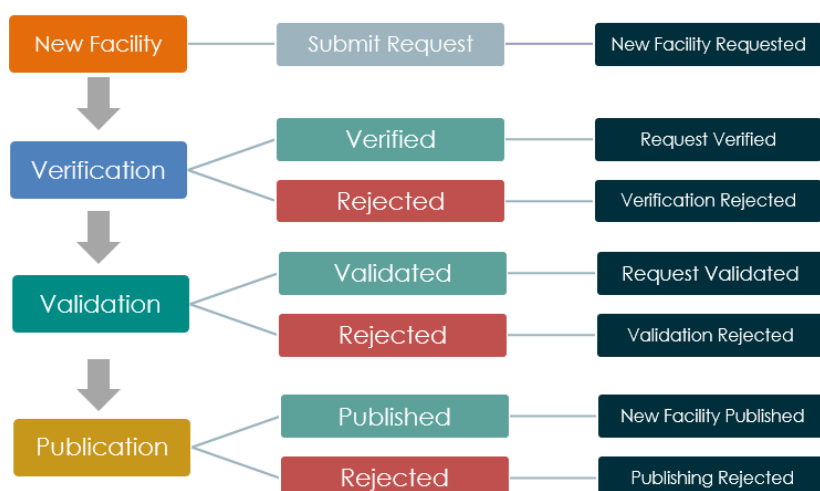 New Facility
Submit Request
New Facility Requested
Verification
Verified
Request Verified
Rejected
Verification Rejected
Validation
Validated
Request Validated
Rejected
Validation Rejected
Publication
Published
New Facility Published
Rejected
Publishing Rejected